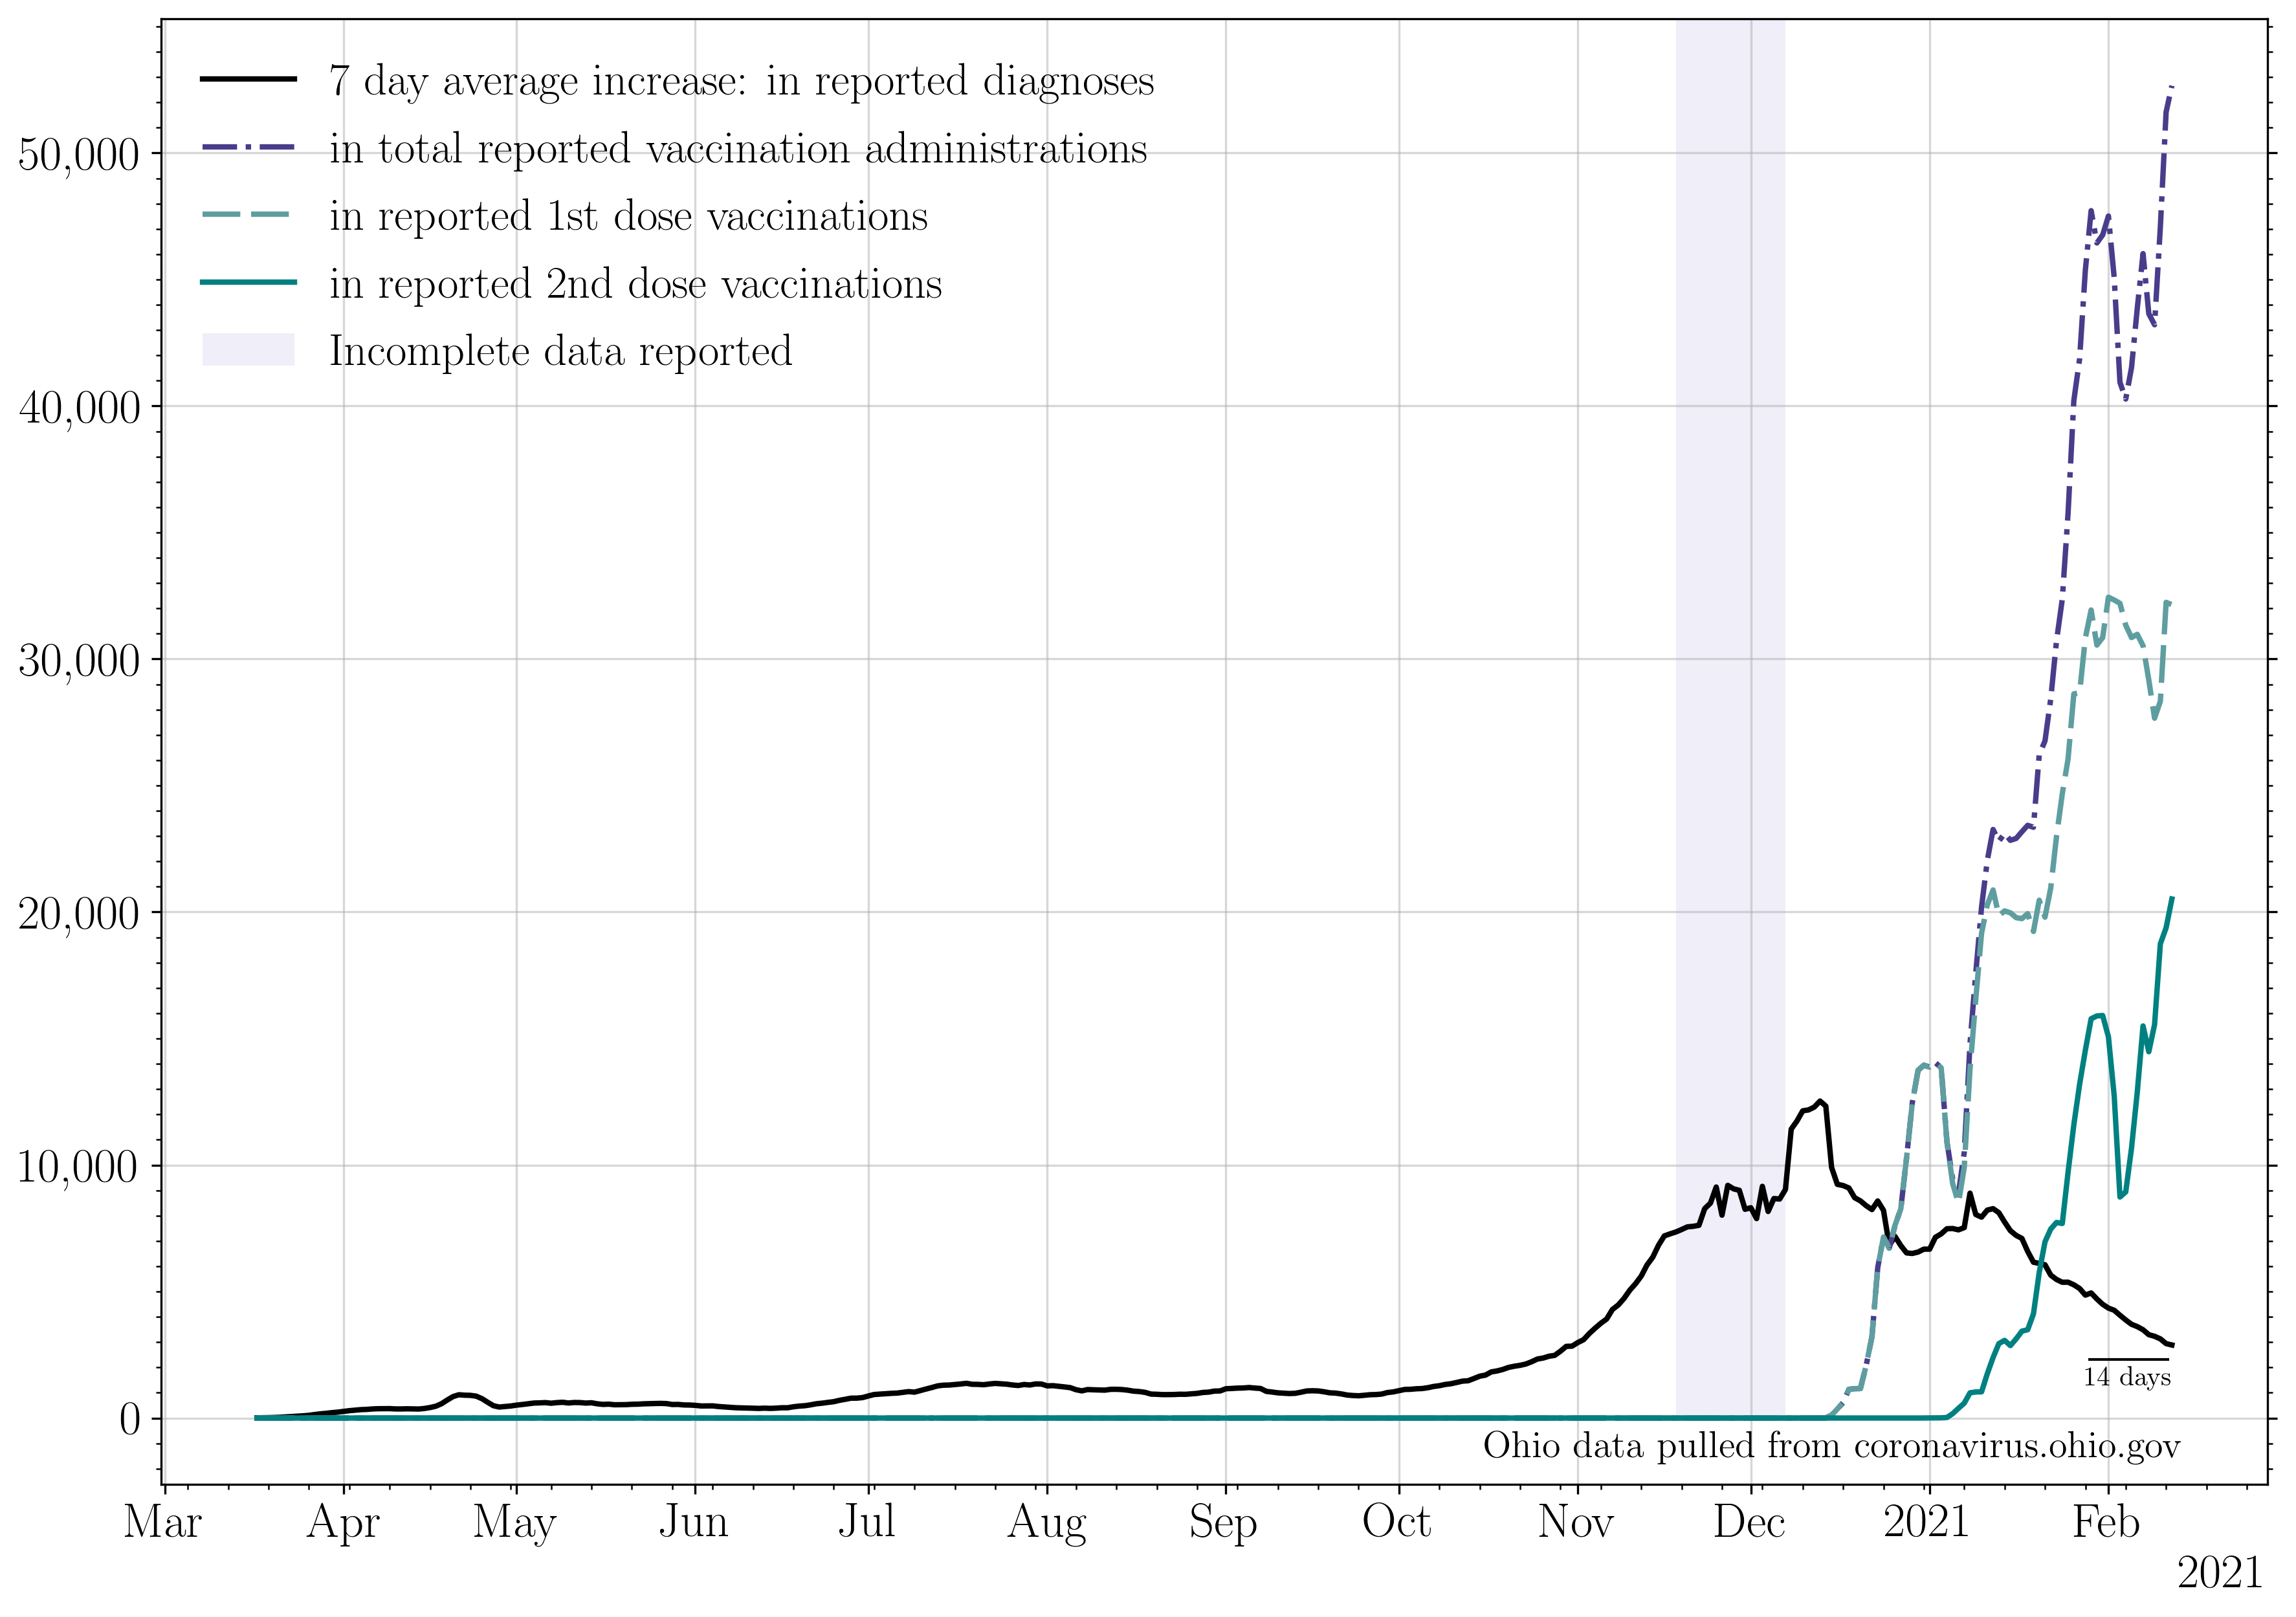 7 day average increase: in reported diagnoses
in total reported vaccination administrations
in reported 1st dose vaccinations
in reported 2nd dose vaccinations
Incomplete data reported
50,000
40,000
30,000
20,000
10,000
0
14 days
Ohio data pulled from coronavirus.ohio.gov
Mar Apr May Jun Jul Aug Sep Oct Nov Dec 2021 Feb
2021